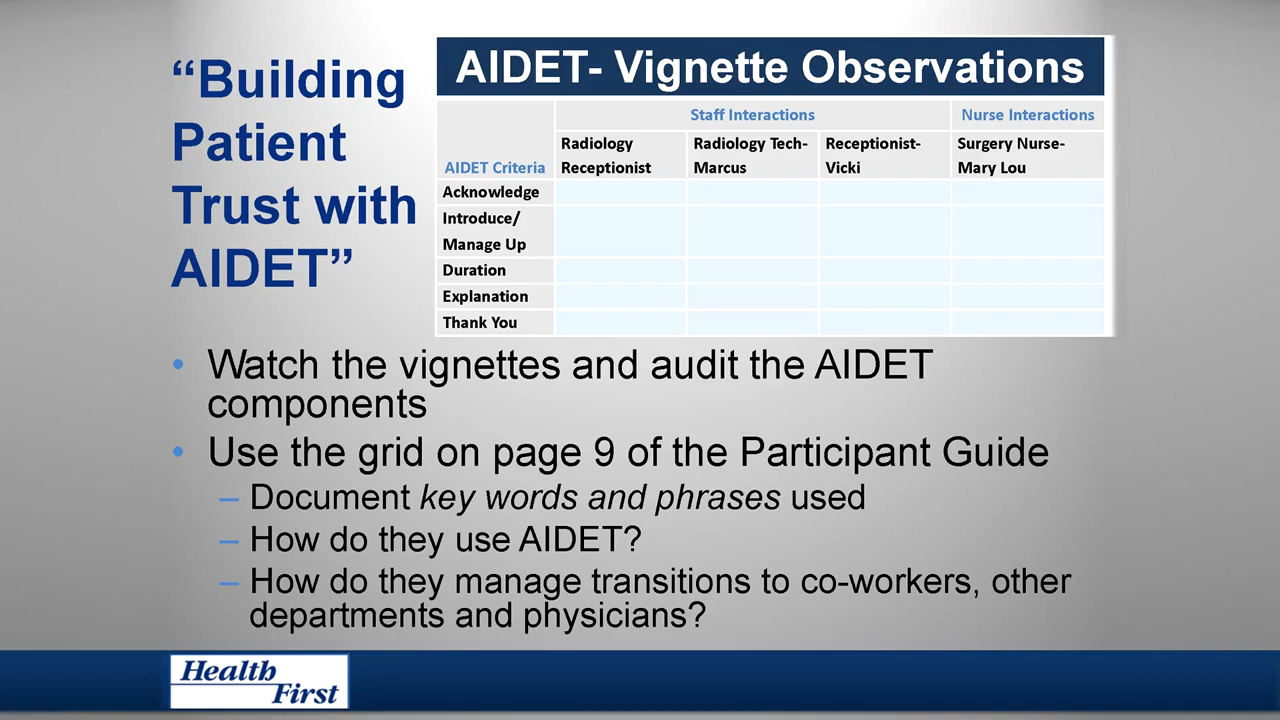 “Building
Patient
Trust with
AIDET”
AIDET- Vignette Observations
Staff Interactions
Nurse Interactions
AIDET Criteria
Radiology
Receptionist
Radiology Tech-
Marcus
Receptionist-
Vicki
Surgery Nurse-
Mary Lou
Acknowledge
Introduce/
Manage Up
Duration
Explanation
Thank You
• Watch the vignettes and audit the AIDET
components
• Use the grid on page 9 of the Participant Guide
– Document key words and phrases used
– How do they use AIDET?
– How do they manage transitions to co-workers, other
departments and physicians?
Health
First